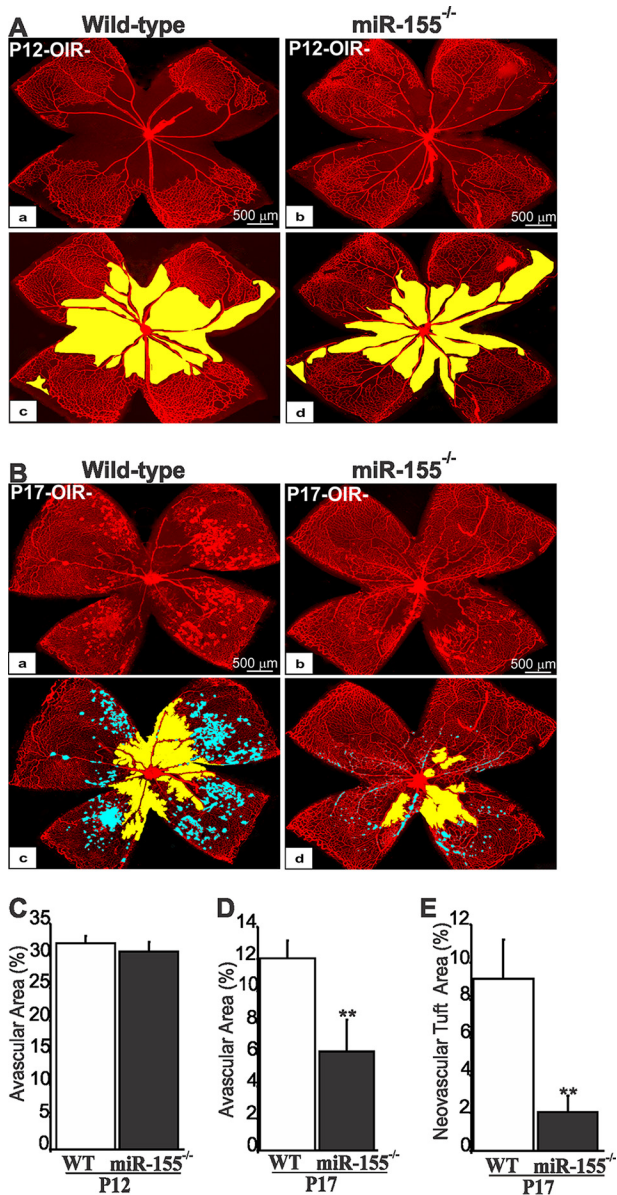 A Wild-type miR-155-/-
P12-OIR- P12-OIR-
500 µm 500 µm
a b
c d
B Wild-type miR-155-/-
P17-OIR- P17-OIR-
500 µm 500 µm
a b
c d
C D E
Avascular Area (%)
35
30
25
20
15
10
5
0
WT miR-155-/-
P12
Avascular Area (%)
14
12
10
8
6
4
2
0
**
WT miR-155-/-
P17
Neovascular Tuft Area (%)
12
10
8
6
4
2
0
**
WT miR-155-/-
P17